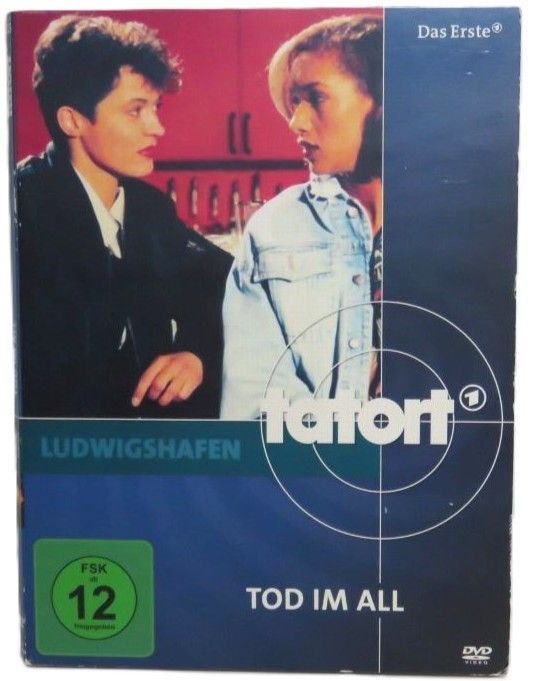 Das Erste
tatort
LUDWIGSHAFEN
FSK
ab
12
freigegeben
TOD IM ALL
DVD
VIDEO